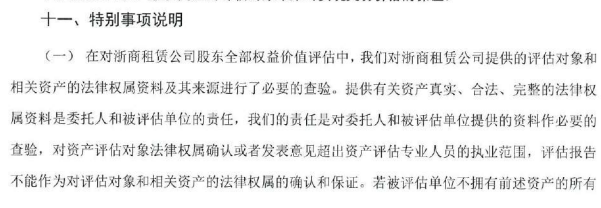 十一、特别事项说明
（一） 在对浙商租赁公司股东全部权益价值评估中，我们对浙商租赁公司提供的评估对象和
相关资产的法律权属资料及其来源进行了必要的查验。提供有关资产真实、合法、完整的法律权
属资料是委托人和被评估单位的责任，我们的责任是对委托人和被评估单位提供的资料作必要的
查验，对资产评估对象法律权属确认或者发表意见超出资产评估专业人员的执业范围，评估报告
不能作为对评估对象和相关资产的法律权属的确认和保证。若被评估单位不拥有前述资产的所有